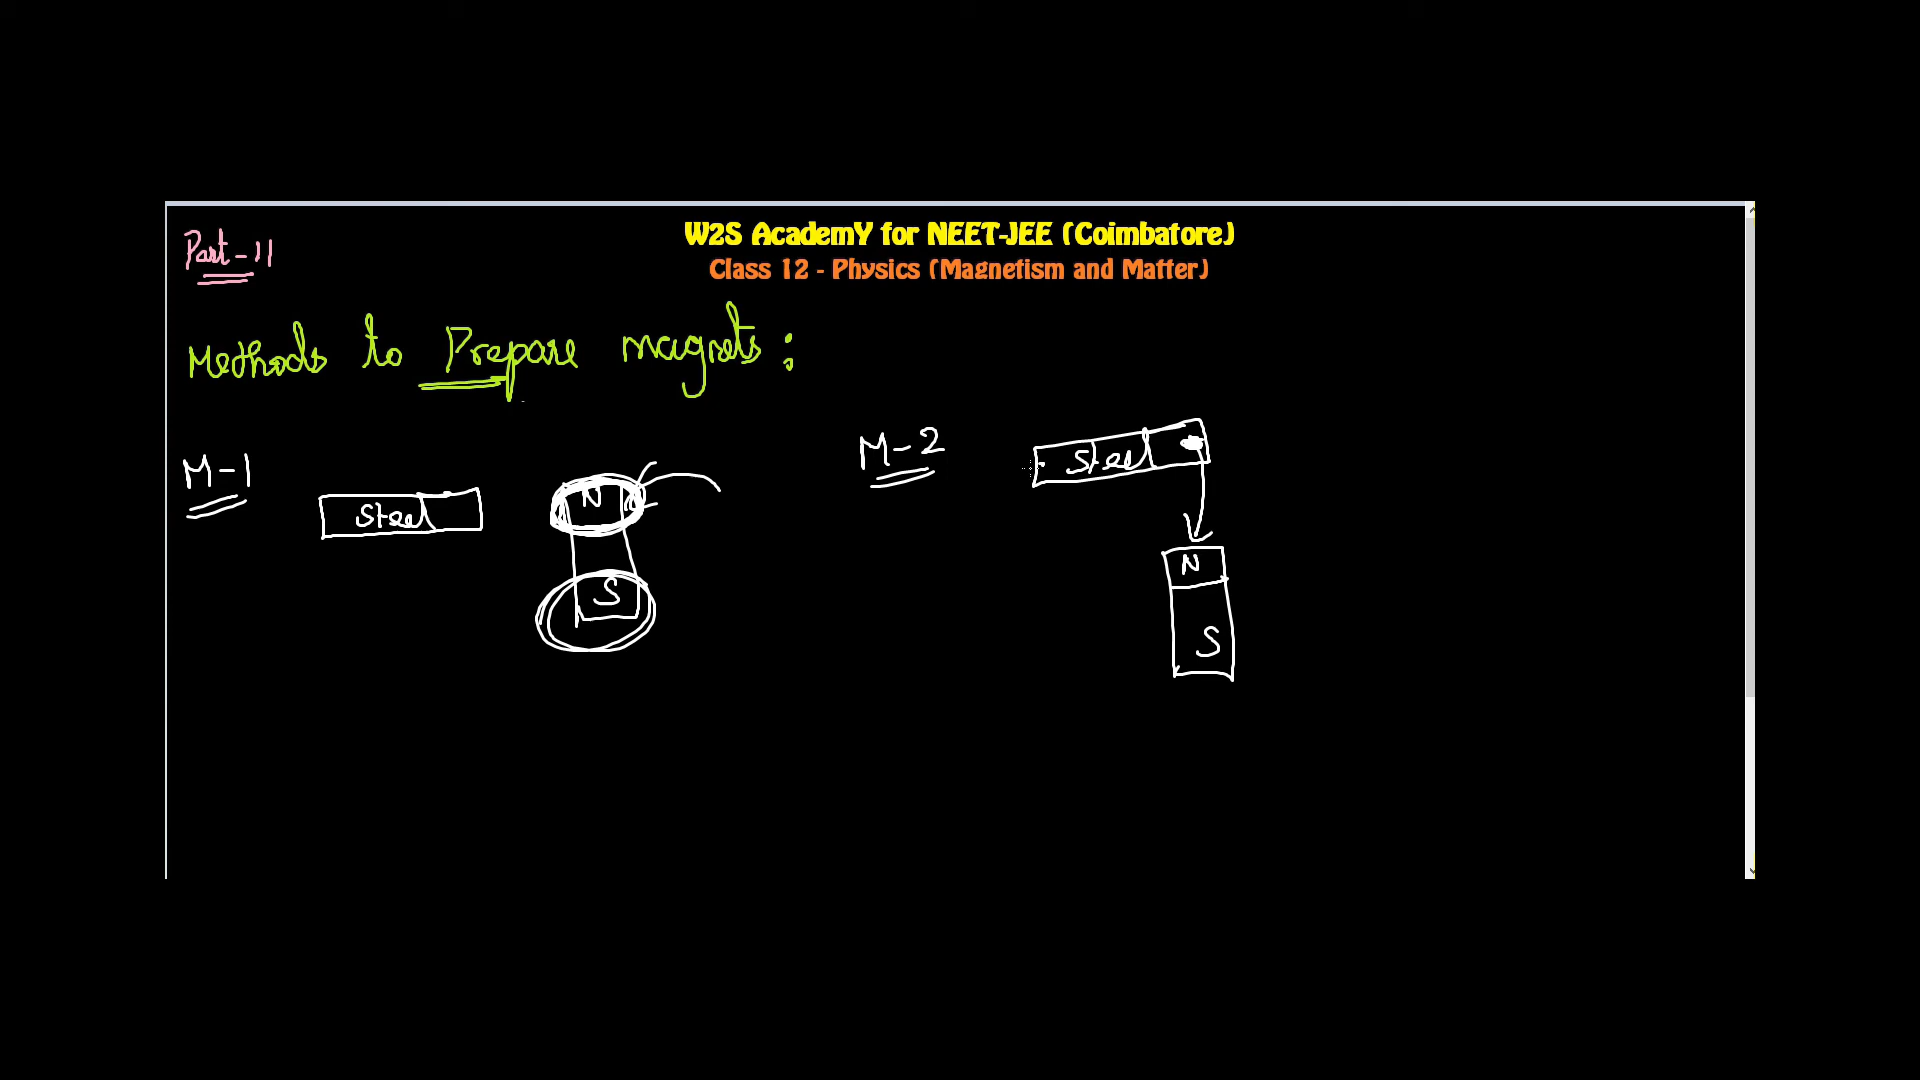 Part-11
W2S AcademY for NEET-JEE (Coimbatore)
Class 12 - Physics (Magnetism and Matter)
Methods to Prepare magnets:
M-1
Steel
N
S
M-2
Steel
N
S